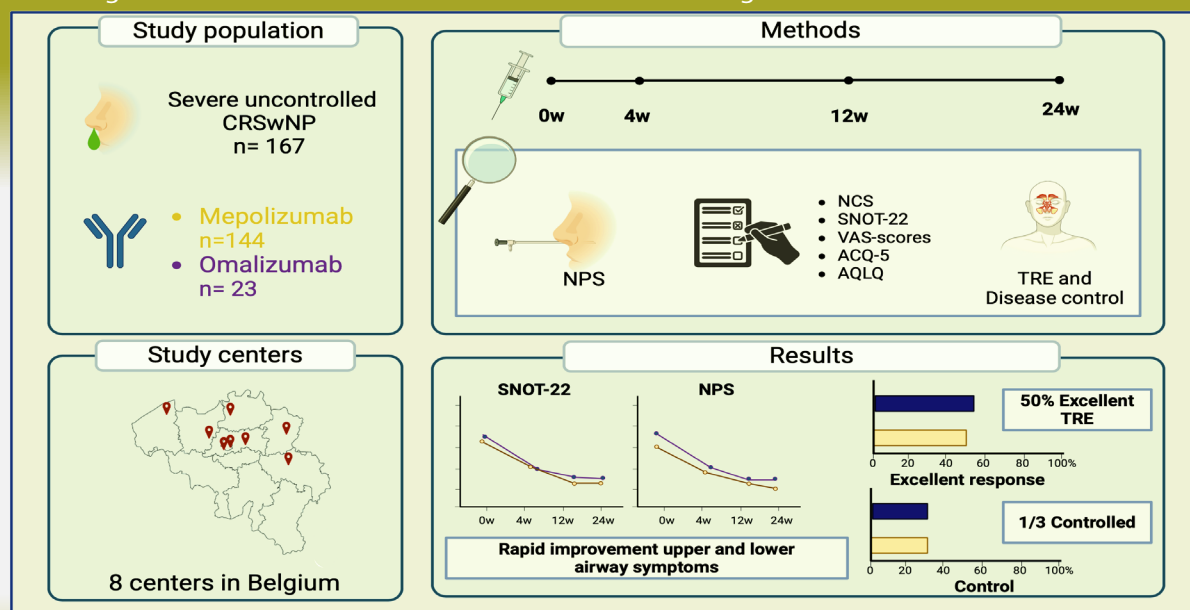 Study population
Severe uncontrolled
CRSwNP
n= 167
• Mepolizumab
n=144
• Omalizumab
n= 23
Methods
0w 4w 12w 24w
NPS
• NCS
• SNOT-22
• VAS-scores
• ACQ-5
• AQLQ
TRE and
Disease control
Study centers
8 centers in Belgium
Results
SNOT-22
0w 4w 12w 24w
NPS
0w 4w 12w 24w
Rapid improvement upper and lower
airway symptoms
0 20 40 60 80 100%
Excellent response
50% Excellent
TRE
0 20 40 60 80 100%
Control
1/3 Controlled